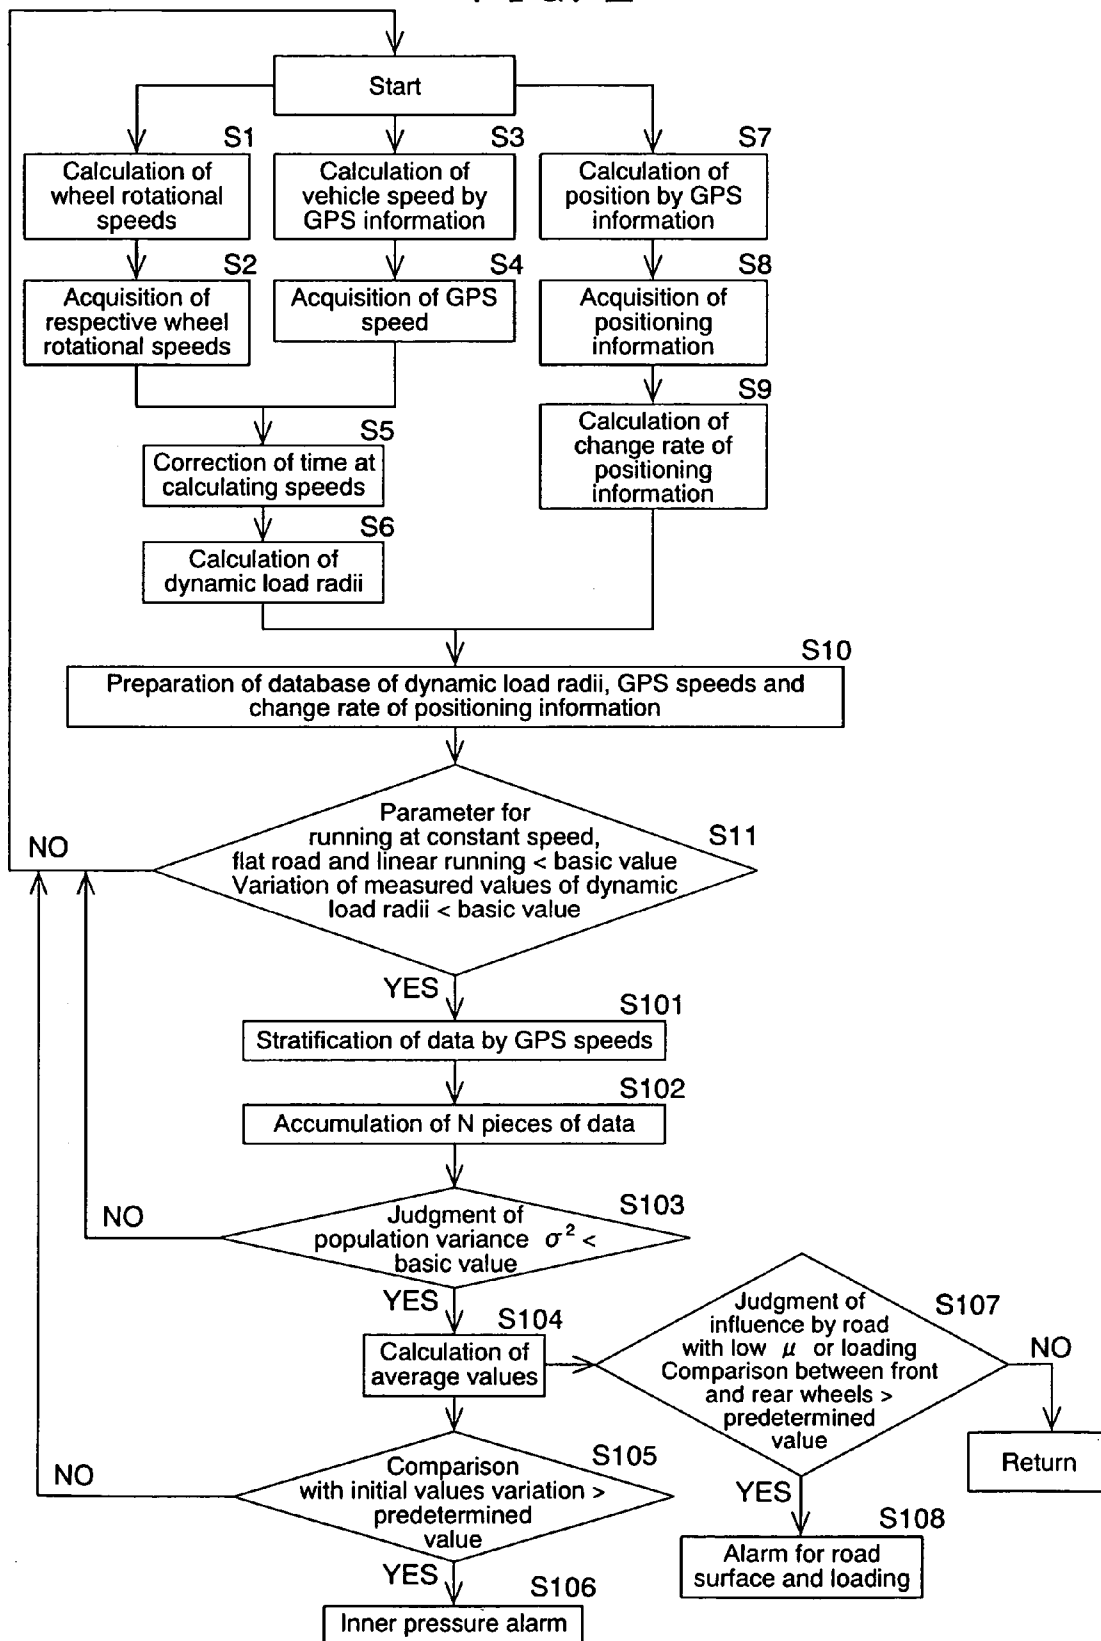 Start
S1
Calculation of
wheel rotational
speeds
S3
Calculation of
vehicle speed by
GPS information
S7
Calculation of
position by GPS
information
S2
Acquisition of
respective wheel
rotational speeds
S4
Acquisition of GPS
speed
S8
Acquisition of
positioning
information
S9
Calculation of
change rate of
positioning
information
S5
Correction of time at
calculating speeds
S6
Calculation of
dynamic load radii
S10
Preparation of database of dynamic load radii, GPS speeds and
change rate of positioning information
S11
Parameter for
running at constant speed,
flat road and linear running < basic value
Variation of measured values of dynamic
load radii < basic value
NO
YES
S101
Stratification of data by GPS speeds
S102
Accumulation of N pieces of data
S103
Judgment of
population variance σ² <
basic value
NO
YES
S104
Calculation of
average values
S107
Judgment of
influence by road
with low μ or loading
Comparison between front
and rear wheels >
predetermined
value
NO
Return
YES
S105
Comparison
with initial values variation >
predetermined
value
NO
YES
S108
Alarm for road
surface and loading
S106
Inner pressure alarm